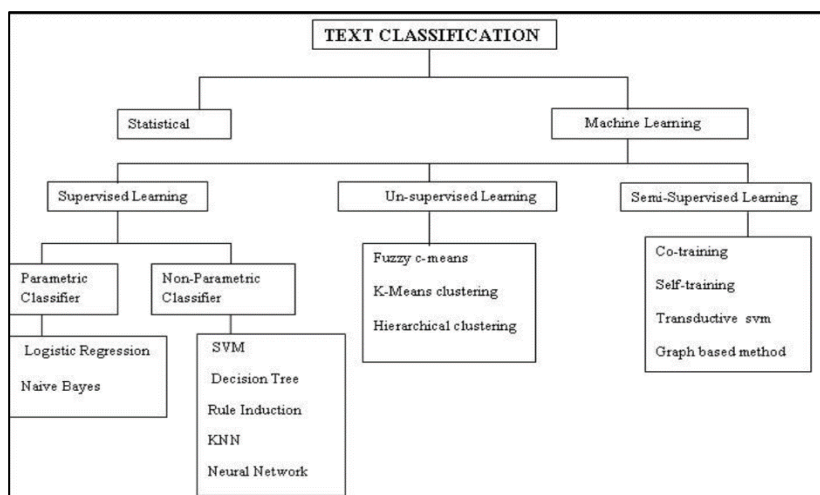 TEXT CLASSIFICATION
Statistical
Machine Learning
Supervised Learning
Un-supervised Learning
Semi-Supervised Learning
Parametric
Classifier
Non-Parametric
Classifier
Fuzzy c-means
K-Means clustering
Hierarchical clustering
Co-training
Self-training
Transductive svm
Graph based method
Logistic Regression
Naive Bayes
SVM
Decision Tree
Rule Induction
KNN
Neural Network